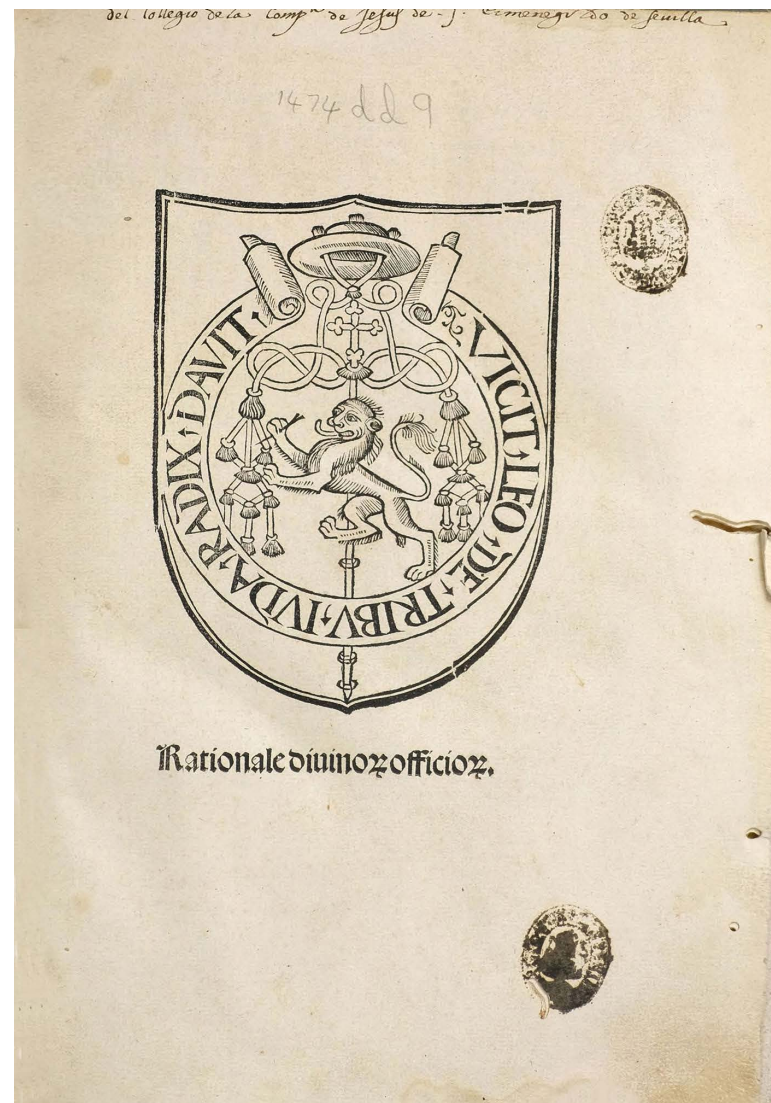 del Collegio de la Compª de Jesus de S. Ermenegildo de Sevilla
1474 dd 9
VICIT · LEO · DE · TRIBV · IVDA · RADIX · DAVIT ·
Rationale diuinoꝝ officioꝝ.